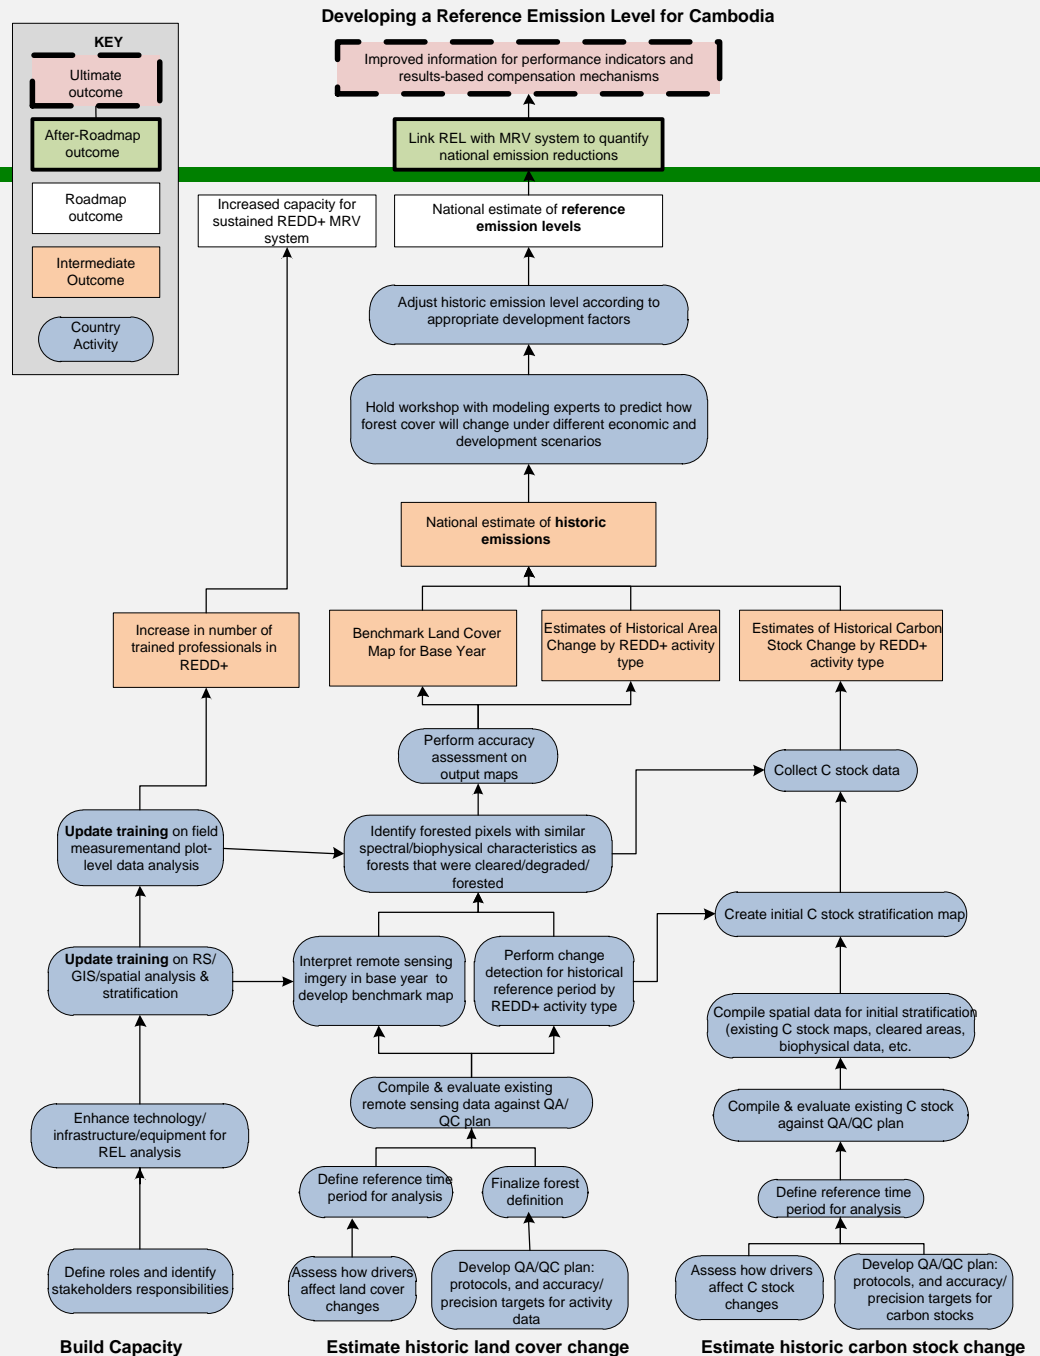 Developing a Reference Emission Level for Cambodia
KEY
Ultimate
outcome
After-Roadmap
outcome
Roadmap
outcome
Intermediate
Outcome
Country
Activity
Improved information for performance indicators and
results-based compensation mechanisms
Link REL with MRV system to quantify
national emission reductions
Increased capacity for
sustained REDD+ MRV
system
National estimate of reference
emission levels
Adjust historic emission level according to
appropriate development factors
Hold workshop with modeling experts to predict how
forest cover will change under different economic and
development scenarios
National estimate of historic
emissions
Increase in number of
trained professionals in
REDD+
Benchmark Land Cover
Map for Base Year
Estimates of Historical Area
Change by REDD+ activity
type
Estimates of Historical Carbon
Stock Change by REDD+
activity type
Perform accuracy
assessment on
output maps
Collect C stock data
Update training on field
measurementand plot-
level data analysis
Identify forested pixels with similar
spectral/biophysical characteristics as
forests that were cleared/degraded/
forested
Create initial C stock stratification map
Update training on RS/
GIS/spatial analysis &
stratification
Interpret remote sensing
imgery in base year to
develop benchmark map
Perform change
detection for historical
reference period by
REDD+ activity type
Compile spatial data for initial stratification
(existing C stock maps, cleared areas,
biophysical data, etc.
Enhance technology/
infrastructure/equipment for
REL analysis
Compile & evaluate existing
remote sensing data against QA/
QC plan
Compile & evaluate existing C stock
against QA/QC plan
Define reference time
period for analysis
Finalize forest
definition
Define reference time
period for analysis
Define roles and identify
stakeholders responsibilities
Assess how drivers
affect land cover
changes
Develop QA/QC plan:
protocols, and accuracy/
precision targets for activity
data
Assess how drivers
affect C stock
changes
Develop QA/QC plan:
protocols, and accuracy/
precision targets for
carbon stocks
Build Capacity
Estimate historic land cover change
Estimate historic carbon stock change